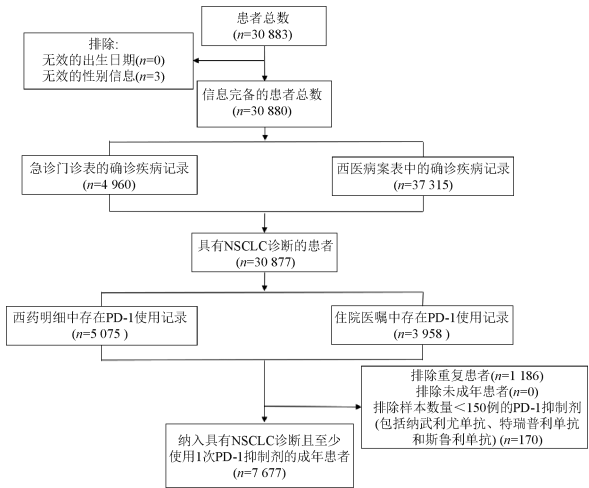 患者总数
(n=30 883)
排除:
无效的出生日期(n=0)
无效的性别信息(n=3)
信息完备的患者总数
(n=30 880)
急诊门诊表的确诊疾病记录
(n=4 960)
西医病案表中的确诊疾病记录
(n=37 315)
具有NSCLC诊断的患者
(n=30 877)
西药明细中存在PD-1使用记录
(n=5 075 )
住院医嘱中存在PD-1使用记录
(n=3 958 )
排除重复患者(n=1 186)
排除未成年患者(n=0)
排除样本数量<150例的PD-1抑制剂
(包括纳武利尤单抗、特瑞普利单抗
和斯鲁利单抗) (n=170)
纳入具有NSCLC诊断且至少
使用1次PD-1抑制剂的成年患者
(n=7 677)